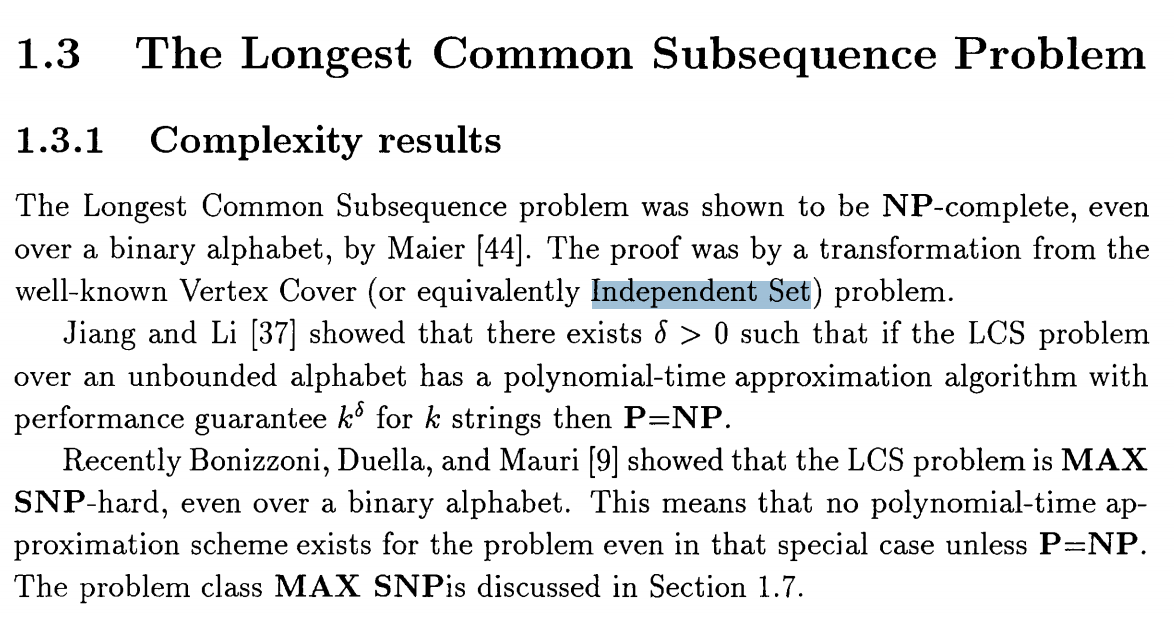 1.3 The Longest Common Subsequence Problem
1.3.1 Complexity results
The Longest Common Subsequence problem was shown to be NP-complete, even
over a binary alphabet, by Maier [44]. The proof was by a transformation from the
well-known Vertex Cover (or equivalently Independent Set) problem.
Jiang and Li [37] showed that there exists δ > 0 such that if the LCS problem
over an unbounded alphabet has a polynomial-time approximation algorithm with
performance guarantee k^δ for k strings then P=NP.
Recently Bonizzoni, Duella, and Mauri [9] showed that the LCS problem is MAX
SNP-hard, even over a binary alphabet. This means that no polynomial-time ap-
proximation scheme exists for the problem even in that special case unless P=NP.
The problem class MAX SNPis discussed in Section 1.7.